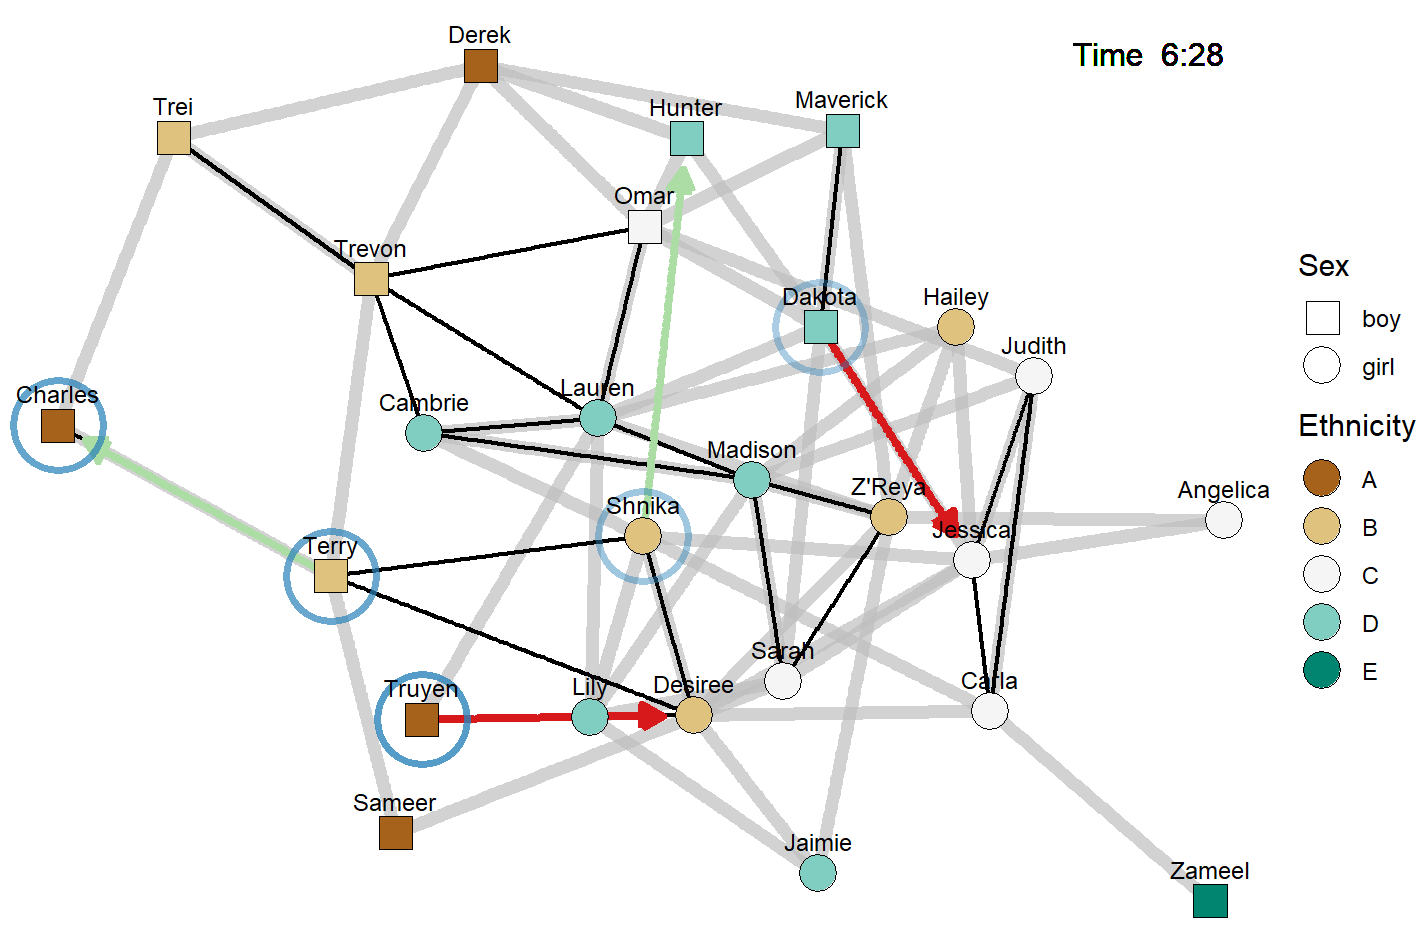 Derek
Time 6:28
Trei
Hunter
Maverick
Omar
Trevon
Dakota
Hailey
Judith
Charles
Cambrie
Lauren
Madison
Shnika
Z'Reya
Jessica
Angelica
Terry
Truyen
Lily
Desiree
Sarah
Carla
Sameer
Jaimie
Zameel
Sex
boy
girl
Ethnicity
A
B
C
D
E